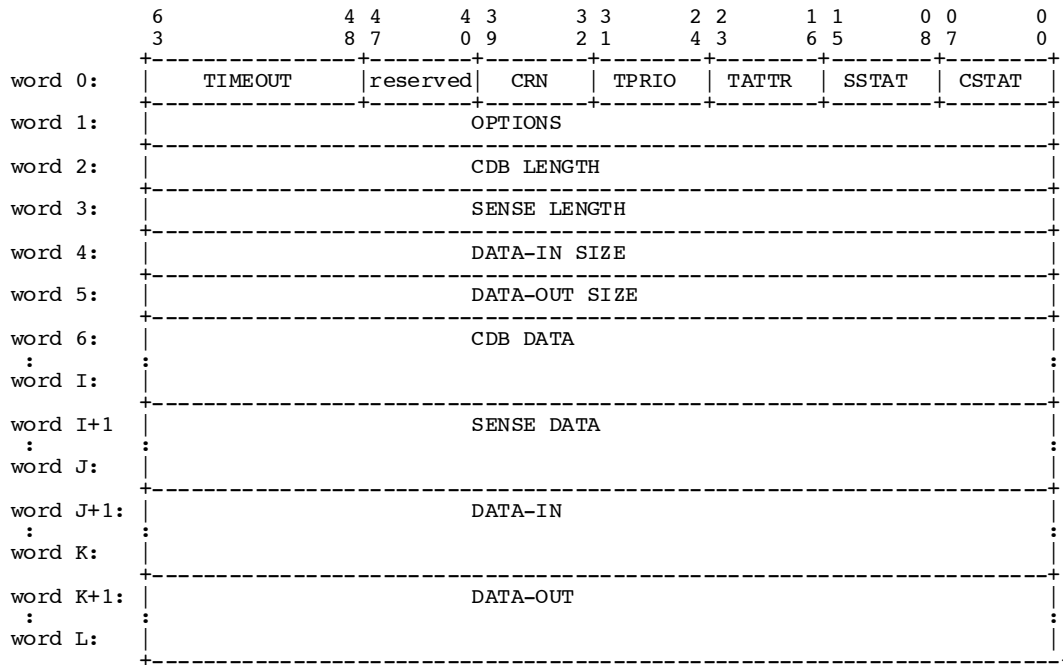 6 4 4 4 3 3 3 2 2 1 1 0 0 0
3 8 7 0 9 2 1 4 3 6 5 8 7 0
word 0: | TIMEOUT |reserved| CRN | TPRIO | TATTR | SSTAT | CSTAT |
word 1: | OPTIONS |
word 2: | CDB LENGTH |
word 3: | SENSE LENGTH |
word 4: | DATA-IN SIZE |
word 5: | DATA-OUT SIZE |
word 6: | CDB DATA |
: : :
word I: | |
word I+1 | SENSE DATA |
: : :
word J: | |
word J+1: | DATA-IN |
: : :
word K: | |
word K+1: | DATA-OUT |
: : :
word L: | |